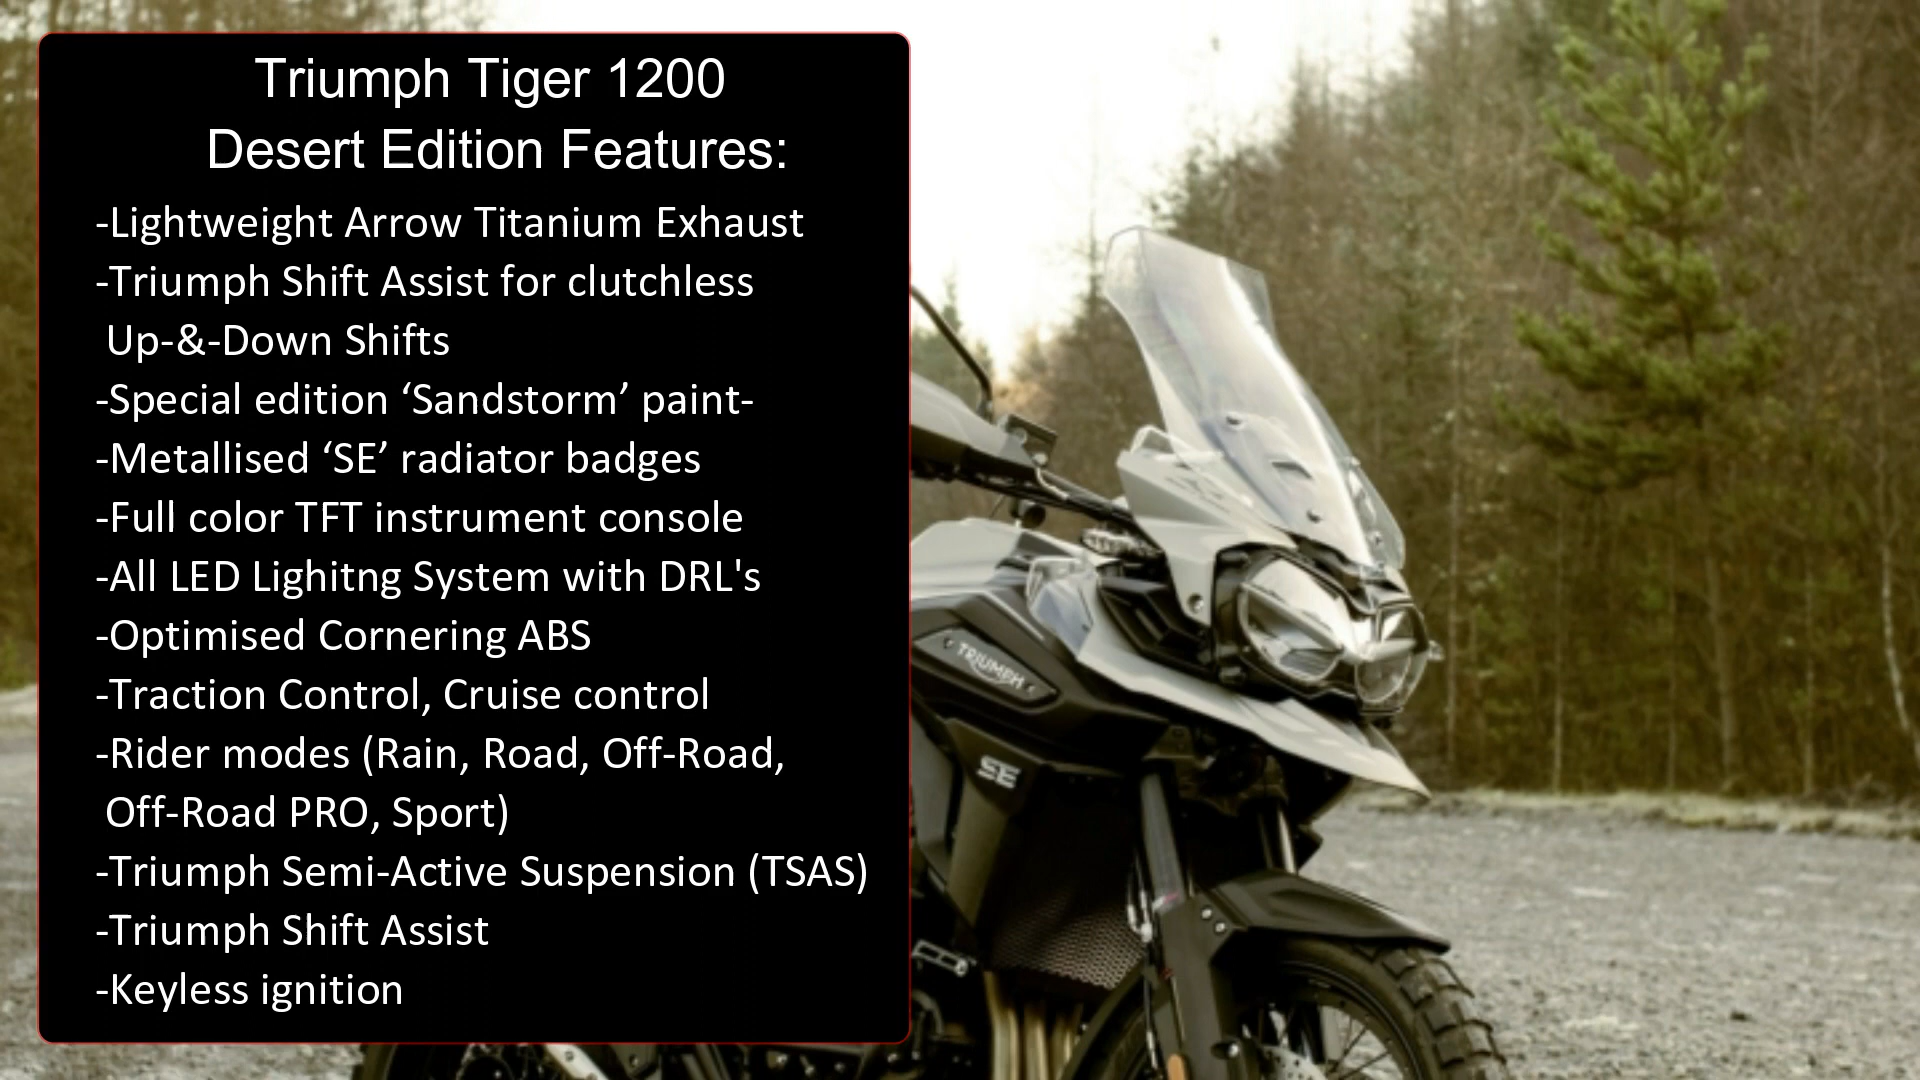 Triumph Tiger 1200
Desert Edition Features:
-Lightweight Arrow Titanium Exhaust
-Triumph Shift Assist for clutchless
Up-&-Down Shifts
-Special edition ‘Sandstorm’ paint-
-Metallised ‘SE’ radiator badges
-Full color TFT instrument console
-All LED Lighitng System with DRL's
-Optimised Cornering ABS
-Traction Control, Cruise control
-Rider modes (Rain, Road, Off-Road,
Off-Road PRO, Sport)
-Triumph Semi-Active Suspension (TSAS)
-Triumph Shift Assist
-Keyless ignition
TRIUMPH
SE